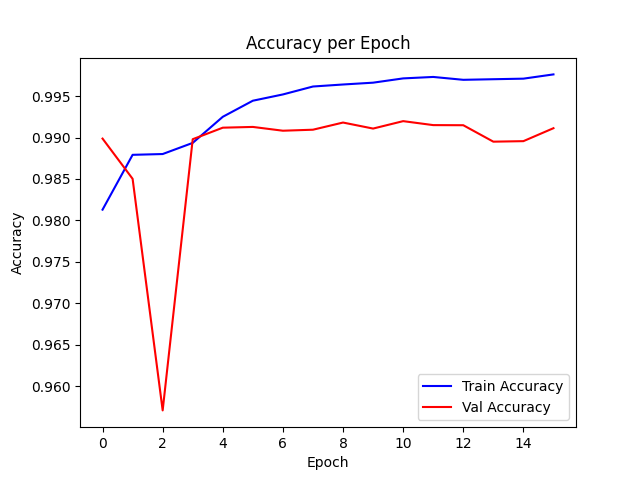 Accuracy per Epoch
Accuracy
0.995
0.990
0.985
0.980
0.975
0.970
0.965
0.960
0 2 4 6 8 10 12 14
Epoch
Train Accuracy
Val Accuracy